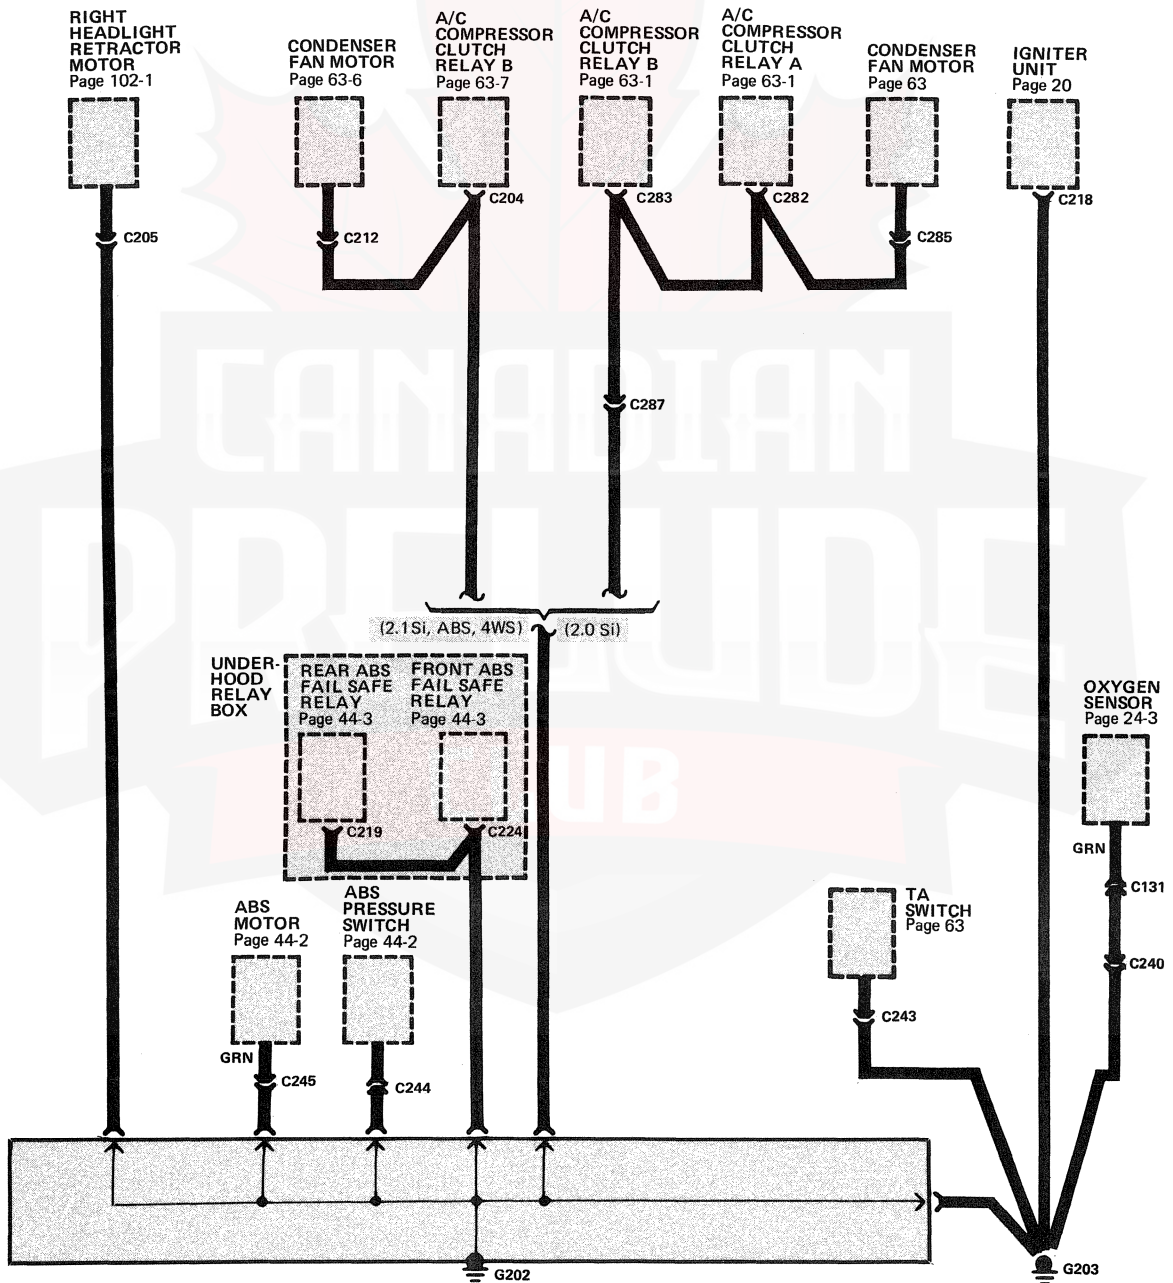 RIGHT
HEADLIGHT
RETRACTOR
MOTOR
Page 102-1
CONDENSER
FAN MOTOR
Page 63-6
A/C
COMPRESSOR
CLUTCH
RELAY B
Page 63-7
A/C
COMPRESSOR
CLUTCH
RELAY B
Page 63-1
A/C
COMPRESSOR
CLUTCH
RELAY A
Page 63-1
CONDENSER
FAN MOTOR
Page 63
IGNITER
UNIT
Page 20
C204
C283
C282
C218
C205
C212
C285
CANADIAN
C287
PRELUDE
(2.1Si, ABS, 4WS)
(2.0 Si)
UNDER-
HOOD
RELAY
BOX
REAR ABS
FAIL SAFE
RELAY
Page 44-3
FRONT ABS
FAIL SAFE
RELAY
Page 44-3
OXYGEN
SENSOR
Page 24-3
CLUB
C219
C224
GRN
C131
ABS
MOTOR
Page 44-2
ABS
PRESSURE
SWITCH
Page 44-2
TA
SWITCH
Page 63
C240
C243
GRN
C245
C244
G202
G203